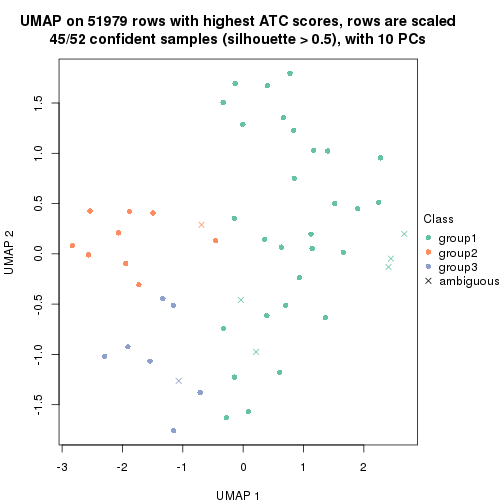 UMAP on 51979 rows with highest ATC scores, rows are scaled
45/52 confident samples (silhouette > 0.5), with 10 PCs
1.5
1.0
0.5
0.0
-0.5
-1.0
-1.5
UMAP 2
-3 -2 -1 0 1 2
UMAP 1
Class
group1
group2
group3
ambiguous